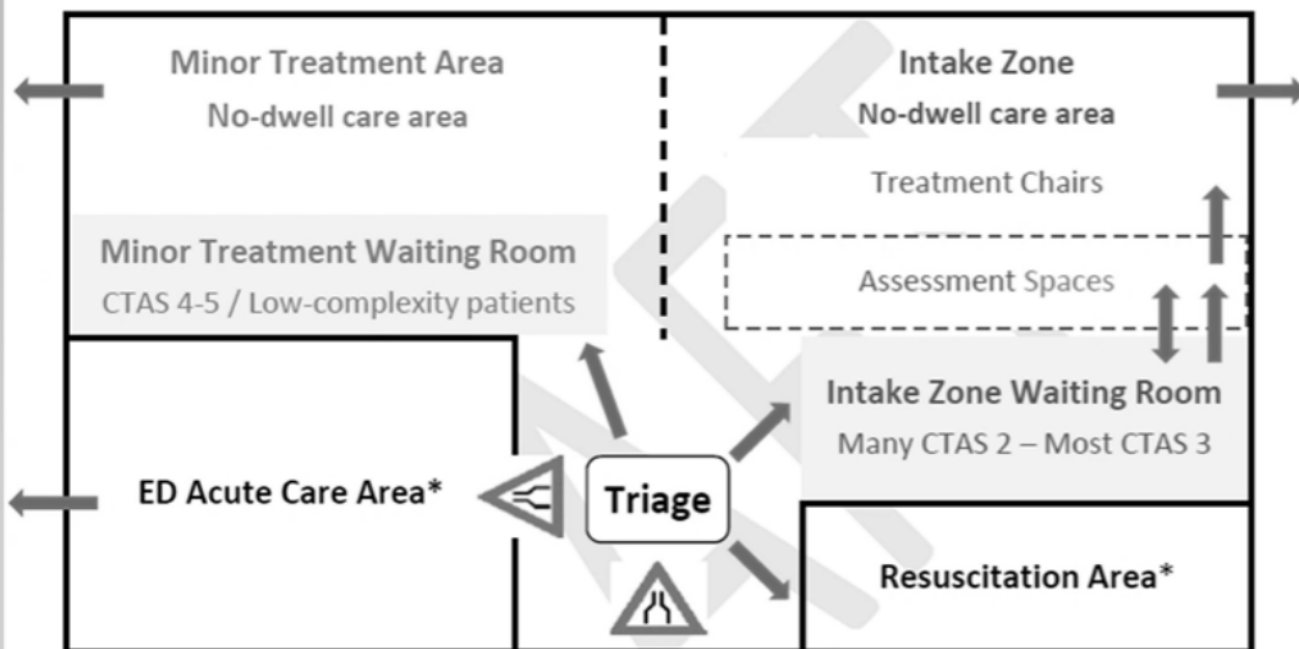 Minor Treatment Area
No-dwell care area
Intake Zone
No-dwell care area
Treatment Chairs
Minor Treatment Waiting Room
CTAS 4-5 / Low-complexity patients
Assessment Spaces
Intake Zone Waiting Room
Many CTAS 2 – Most CTAS 3
ED Acute Care Area*
Triage
Resuscitation Area*